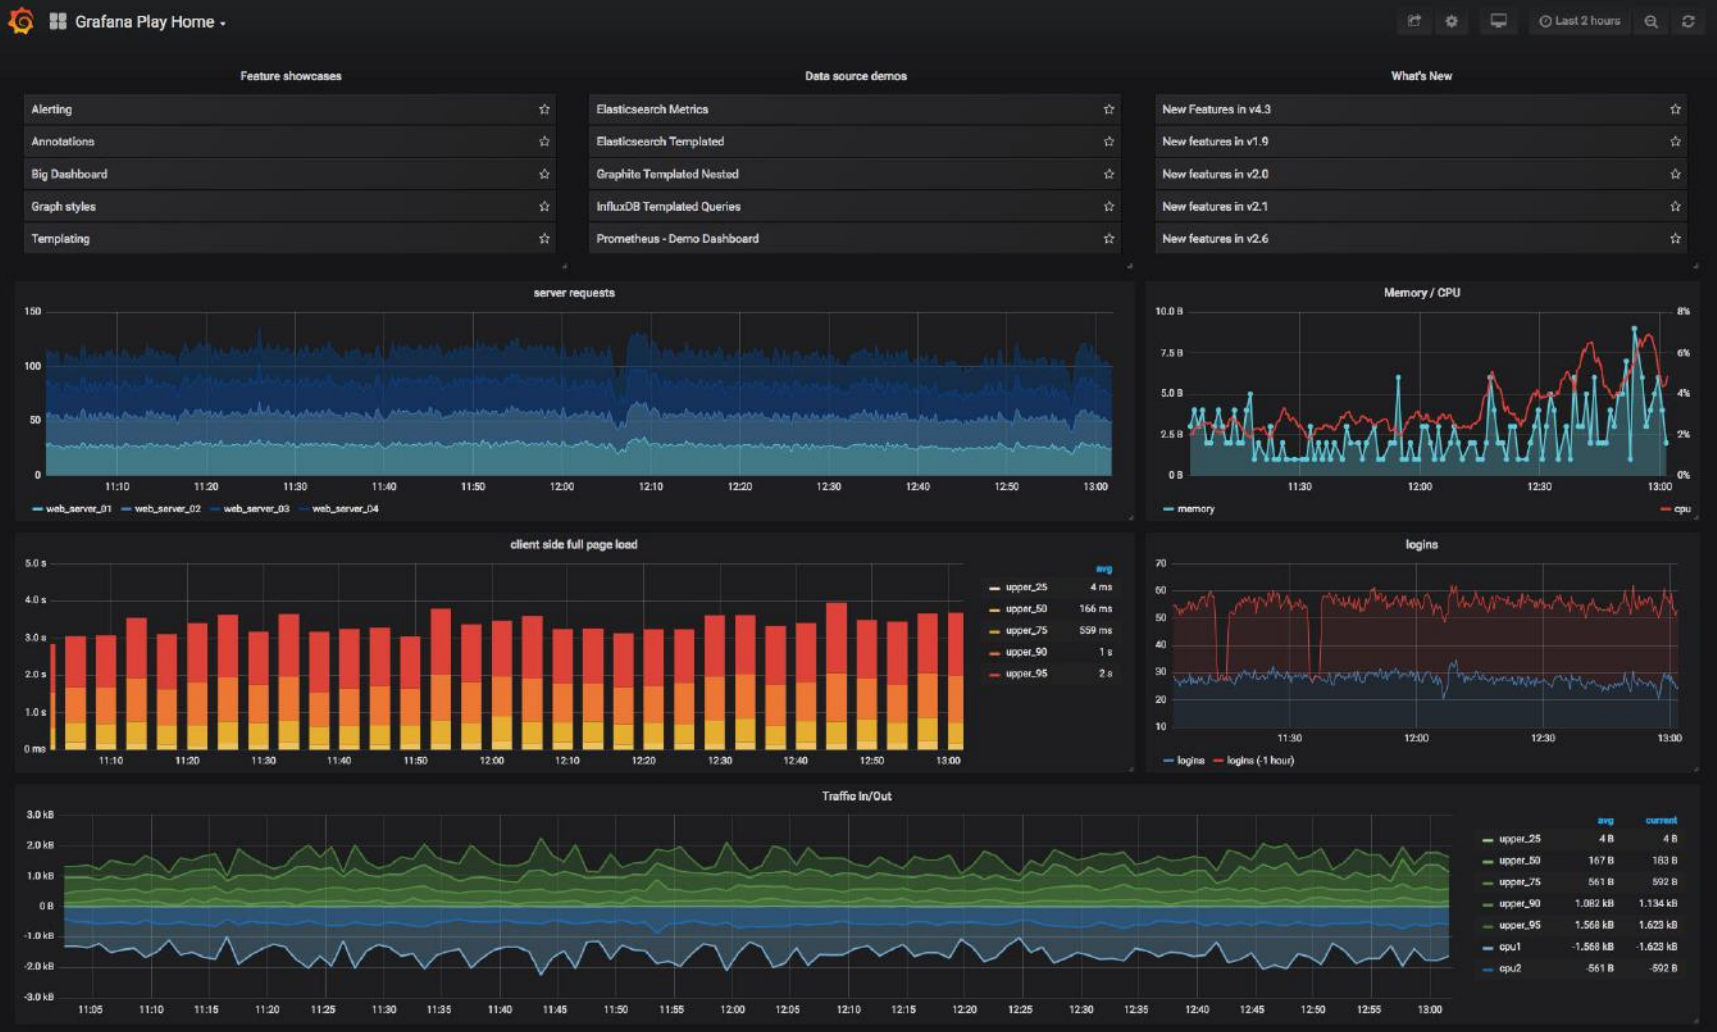 Grafana Play Home
Last 2 hours
Feature showcases
Alerting
Annotations
Big Dashboard
Graph styles
Templating
Data source demos
Elasticsearch Metrics
Elasticsearch Templated
Graphite Templated Nested
InfluxDB Templated Queries
Prometheus - Demo Dashboard
What's New
New Features in v4.3
New features in v1.9
New features in v2.0
New features in v2.1
New features in v2.6
server requests
150
100
50
0
11:10 11:20 11:30 11:40 11:50 12:00 12:10 12:20 12:30 12:40 12:50 13:00
web_server_01 web_server_02 web_server_03 web_server_04
Memory / CPU
10.0 B 8%
7.5 B 6%
5.0 B 4%
2.5 B 2%
0 B 0%
11:30 12:00 12:30 13:00
memory cpu
client side full page load
5.0 s
4.0 s
3.0 s
2.0 s
1.0 s
0 ms
11:10 11:20 11:30 11:40 11:50 12:00 12:10 12:20 12:30 12:40 12:50 13:00
avg
upper_25 4 ms
upper_50 166 ms
upper_75 559 ms
upper_90 1 s
upper_95 2 s
logins
70
60
50
40
30
20
10
11:30 12:00 12:30 13:00
logins logins (-1 hour)
Traffic In/Out
3.0 kB
2.0 kB
1.0 kB
0 B
-1.0 kB
-2.0 kB
-3.0 kB
11:05 11:10 11:15 11:20 11:25 11:30 11:35 11:40 11:45 11:50 11:55 12:00 12:05 12:10 12:15 12:20 12:25 12:30 12:35 12:40 12:45 12:50 12:55 13:00
avg current
upper_25 4 B 4 B
upper_50 167 B 183 B
upper_75 561 B 592 B
upper_90 1.082 kB 1.134 kB
upper_95 1.568 kB 1.623 kB
cpu1 -1.568 kB -1.623 kB
cpu2 -561 B -592 B